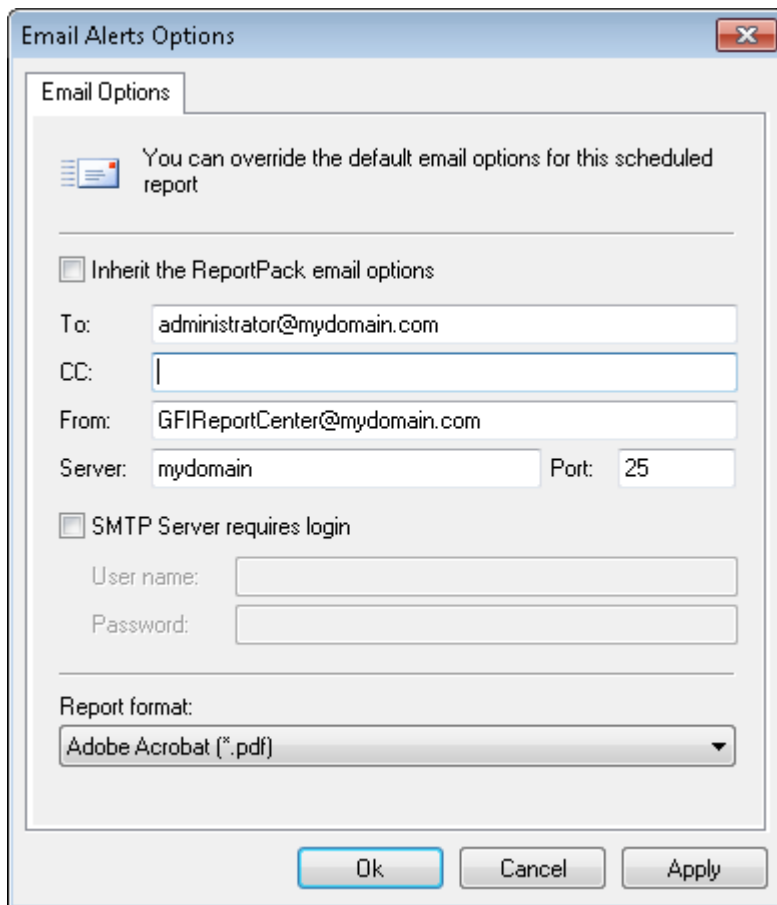 Email Alerts Options
Email Options
You can override the default email options for this scheduled
report
Inherit the ReportPack email options
To: administrator@mydomain.com
CC:
From: GFIReportCenter@mydomain.com
Server: mydomain Port: 25
SMTP Server requires login
User name:
Password:
Report format:
Adobe Acrobat (*.pdf)
Ok Cancel Apply